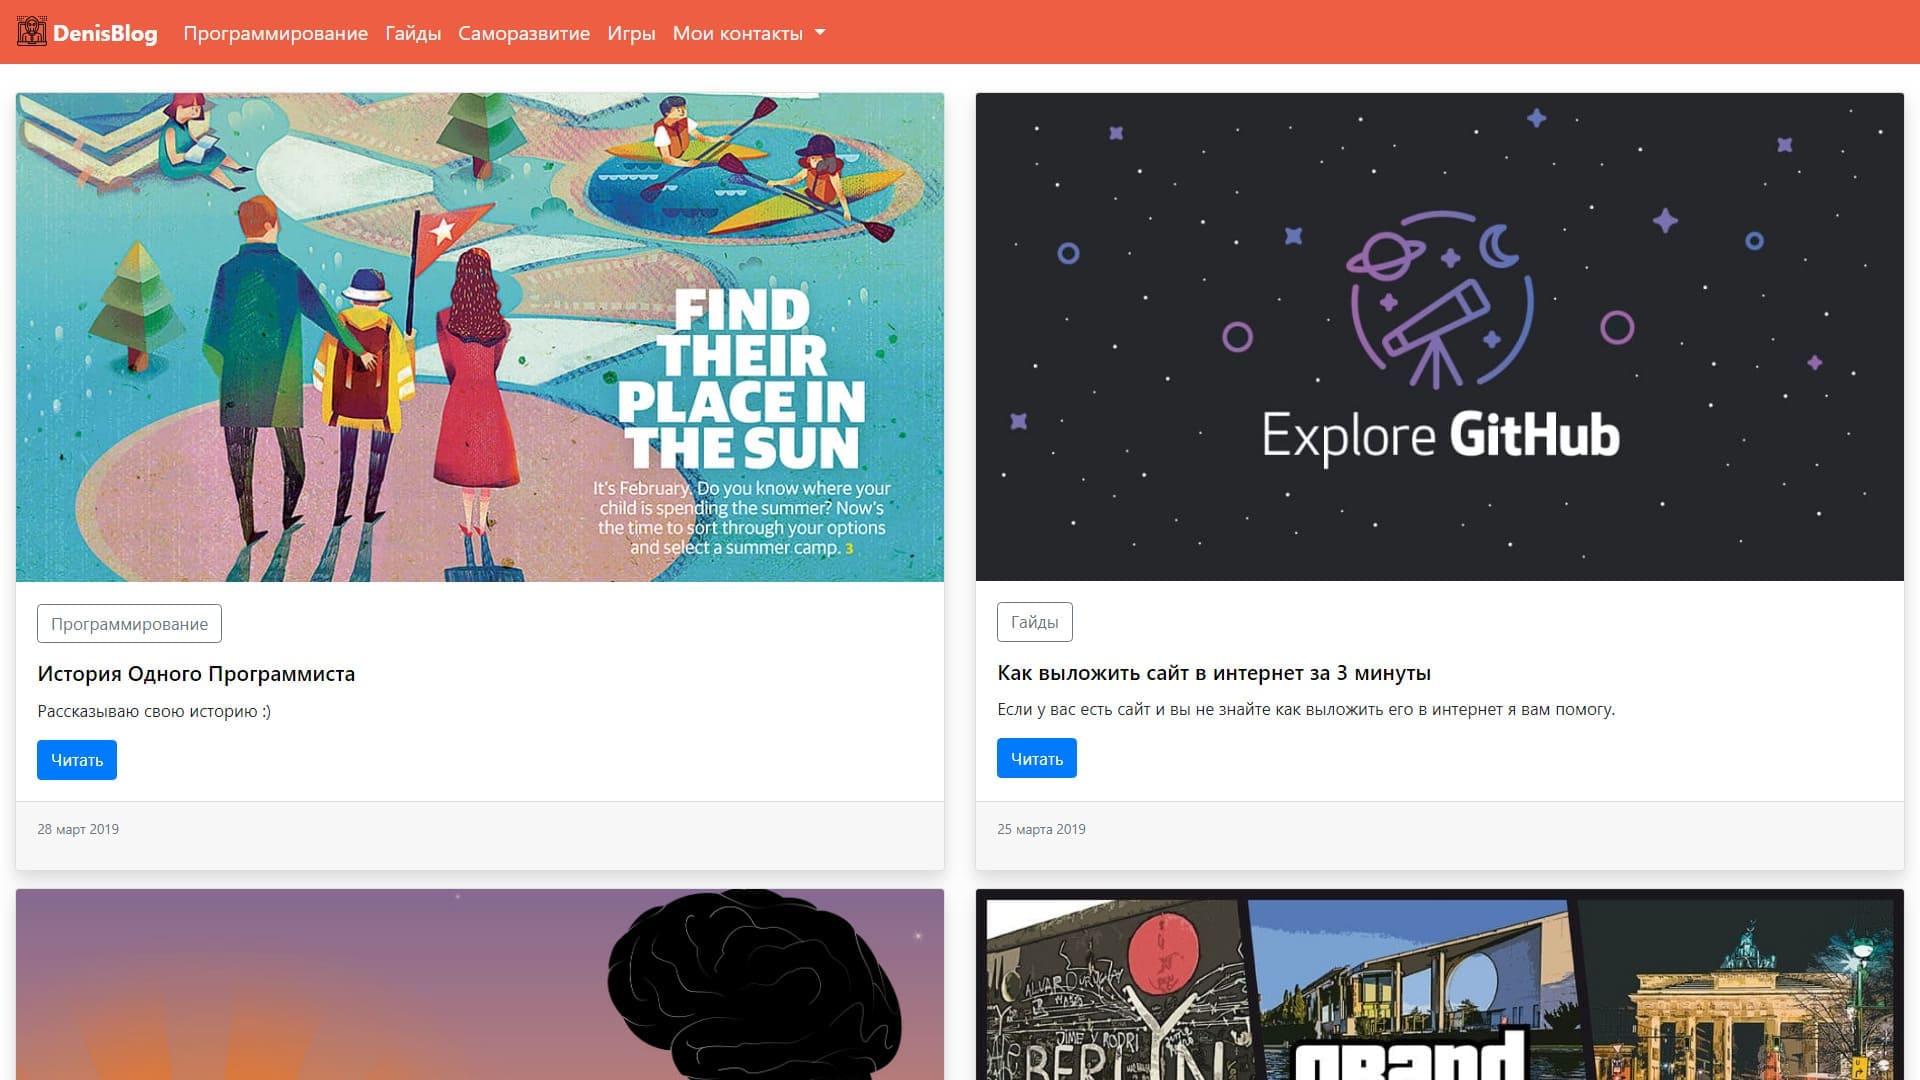 DenisBlog Программирование Гайды Саморазвитие Игры Мои контакты
FIND
THEIR
PLACE IN
THE SUN
It's February. Do you know where your
child is spending the summer? Now's
the time to sort through your options
and select a summer camp. 3
Программирование
История Одного Программиста
Рассказываю свою историю :)
Читать
28 март 2019
Explore GitHub
Гайды
Как выложить сайт в интернет за 3 минуты
Если у вас есть сайт и вы не знайте как выложить его в интернет я вам помогу.
Читать
25 марта 2019
BERLYN
grand